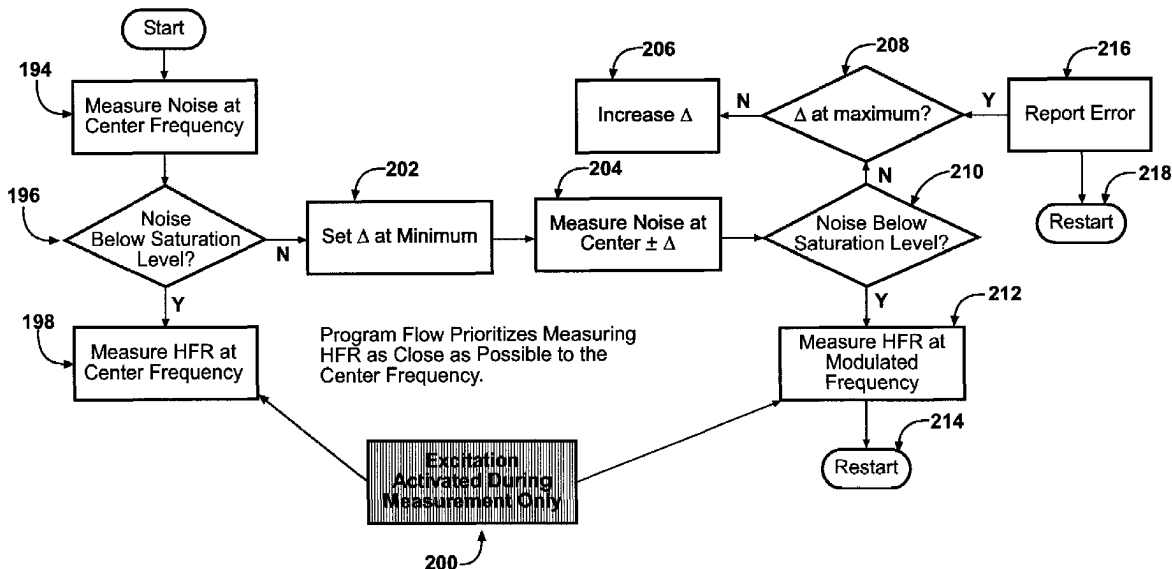 Start
194
Measure Noise at
Center Frequency
196
Noise
Below Saturation
Level?
N
Y
198
Measure HFR at
Center Frequency
202
Set Δ at Minimum
204
Measure Noise at
Center ± Δ
206
Increase Δ
N
208
Δ at maximum?
Y
216
Report Error
218
Restart
N
210
Noise Below
Saturation Level?
Y
212
Measure HFR at
Modulated
Frequency
214
Restart
Program Flow Prioritizes Measuring
HFR as Close as Possible to the
Center Frequency.
Excitation
Activated During
Measurement Only
200